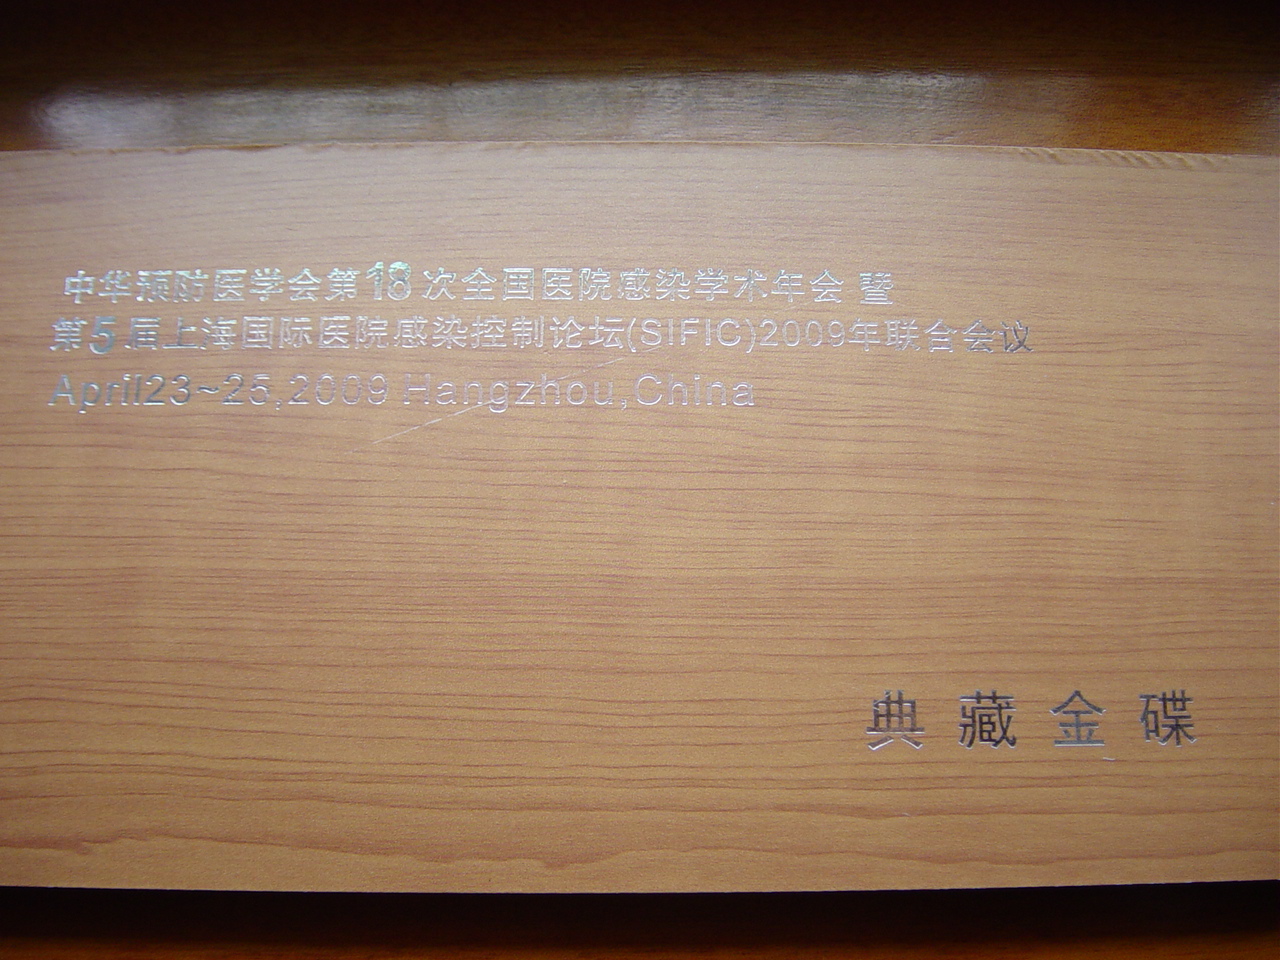 中华预防医学会第18次全国医院感染学术年会 暨
第5届上海国际医院感染控制论坛(SIFIC)2009年联合会议
April23~25,2009 Hangzhou,China
典藏金碟